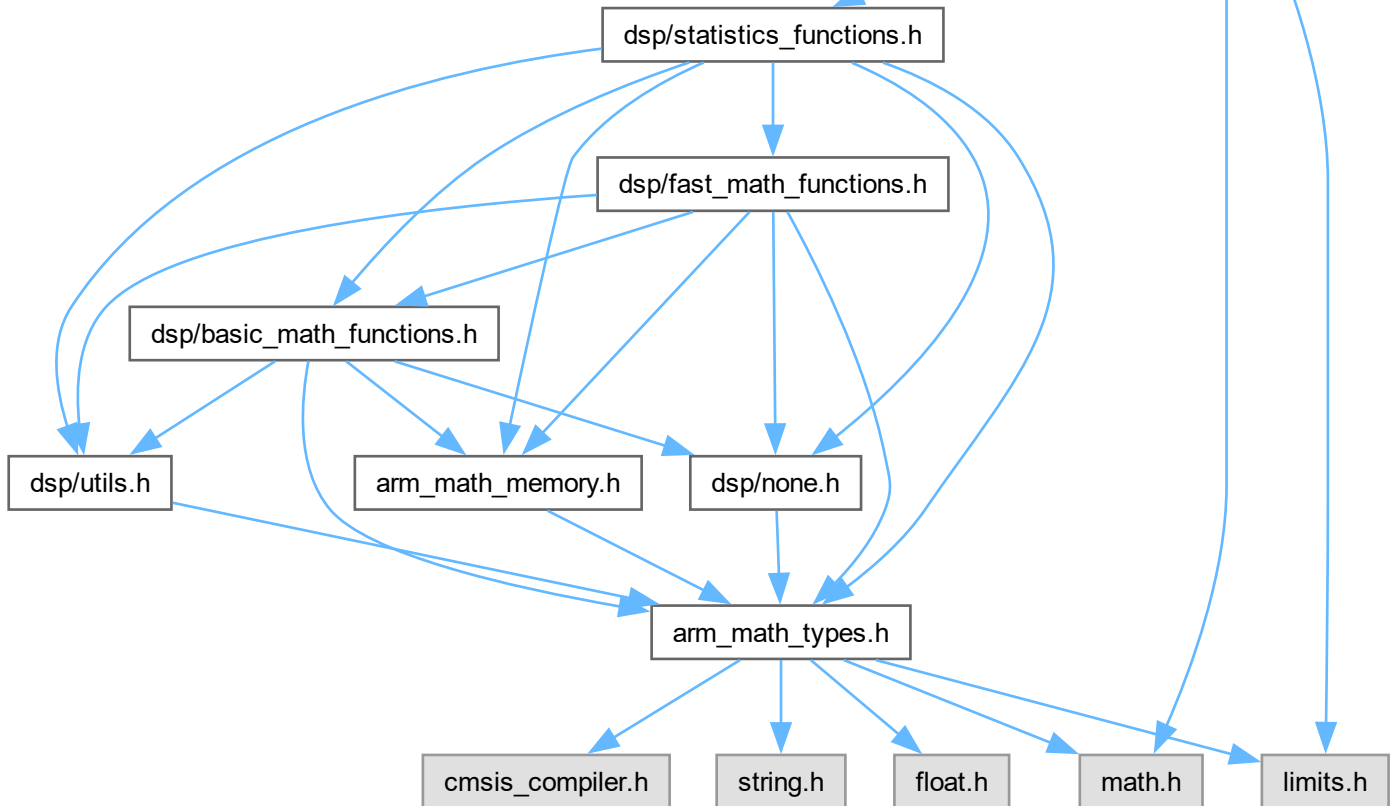 dsp/statistics_functions.h
dsp/fast_math_functions.h
dsp/basic_math_functions.h
dsp/utils.h
arm_math_memory.h
dsp/none.h
arm_math_types.h
cmsis_compiler.h
string.h
float.h
math.h
limits.h